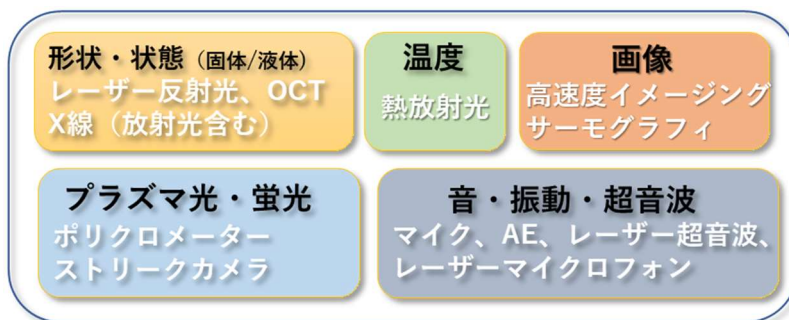 形状・状態（固体/液体）
レーザー反射光、OCT
X線（放射光含む）
温度
熱放射光
画像
高速度イメージング
サーモグラフィ
プラズマ光・蛍光
ポリクロメーター
ストリークカメラ
音・振動・超音波
マイク、AE、レーザー超音波、
レーザーマイクロフォン